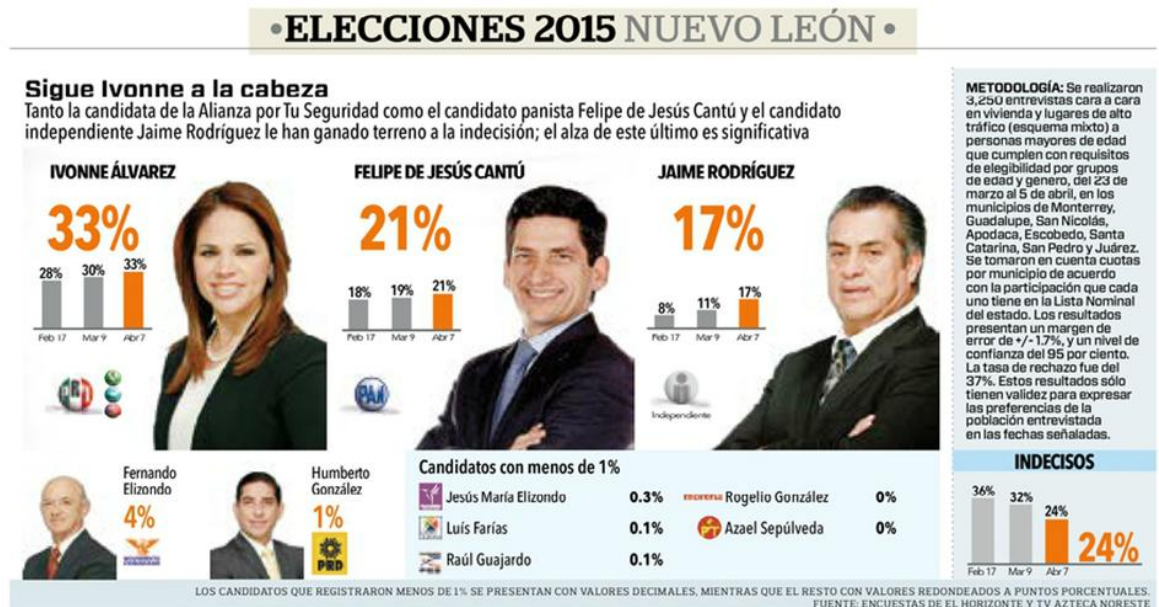 •ELECCIONES 2015 NUEVO LEÓN•
Sigue Ivonne a la cabeza
Tanto la candidata de la Alianza por Tu Seguridad como el candidato panista Felipe de Jesús Cantú y el candidato
independiente Jaime Rodríguez le han ganado terreno a la indecisión; el alza de este último es significativa
IVONNE ÁLVAREZ
33%
28% 30% 33%
Feb 17 Mar 9 Abr 7
PRD
FELIPE DE JESÚS CANTÚ
21%
18% 19% 21%
Feb 17 Mar 9 Abr 7
PAN
JAIME RODRÍGUEZ
17%
8% 11% 17%
Feb 17 Mar 9 Abr 7
Independiente
METODOLOGÍA: Se realizaron
3,250 entrevistas cara a cara
en vivienda y lugares de alto
tráfico (esquema mixto) a
personas mayores de edad
que cumplen con requisitos
de elegibilidad por grupos
de edad y género, del 23 de
marzo al 5 de abril, en los
municipios de Monterrey,
Guadalupe, San Nicolás,
Apodaca, Escobedo, Santa
Catarina, San Pedro y Juárez.
Se tomaron en cuenta cuotas
por municipio de acuerdo
con la participación que cada
uno tiene en la Lista Nominal
del estado. Los resultados
presentan un margen de
error de +/- 1.7%, y un nivel de
confianza del 95 por ciento.
La tasa de rechazo fue del
37%. Estos resultados sólo
tienen validez para expresar
las preferencias de la
población entrevistada
en las fechas señaladas.
INDECISOS
36% 32% 24%
24%
Feb 17 Mar 9 Abr 7
Fernando
Elizondo
4%
Humberto
González
1%
PRD
Candidatos con menos de 1%
Jesús María Elizondo 0.3%
Luís Farías 0.1%
Raúl Guajardo 0.1%
morena Rogelio González 0%
Azael Sepúlveda 0%
LOS CANDIDATOS QUE REGISTRARON MENOS DE 1% SE PRESENTAN CON VALORES DECIMALES, MIENTRAS QUE EL RESTO CON VALORES REDONDEADOS A PUNTOS PORCENTUALES.
FUENTE: ENCUESTAS DE EL HORIZONTE Y TV AZTECA NORESTE